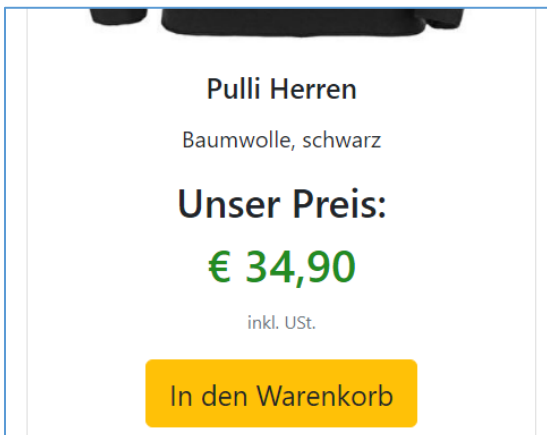 Pulli Herren
Baumwolle, schwarz
Unser Preis:
€ 34,90
inkl. USt.
In den Warenkorb